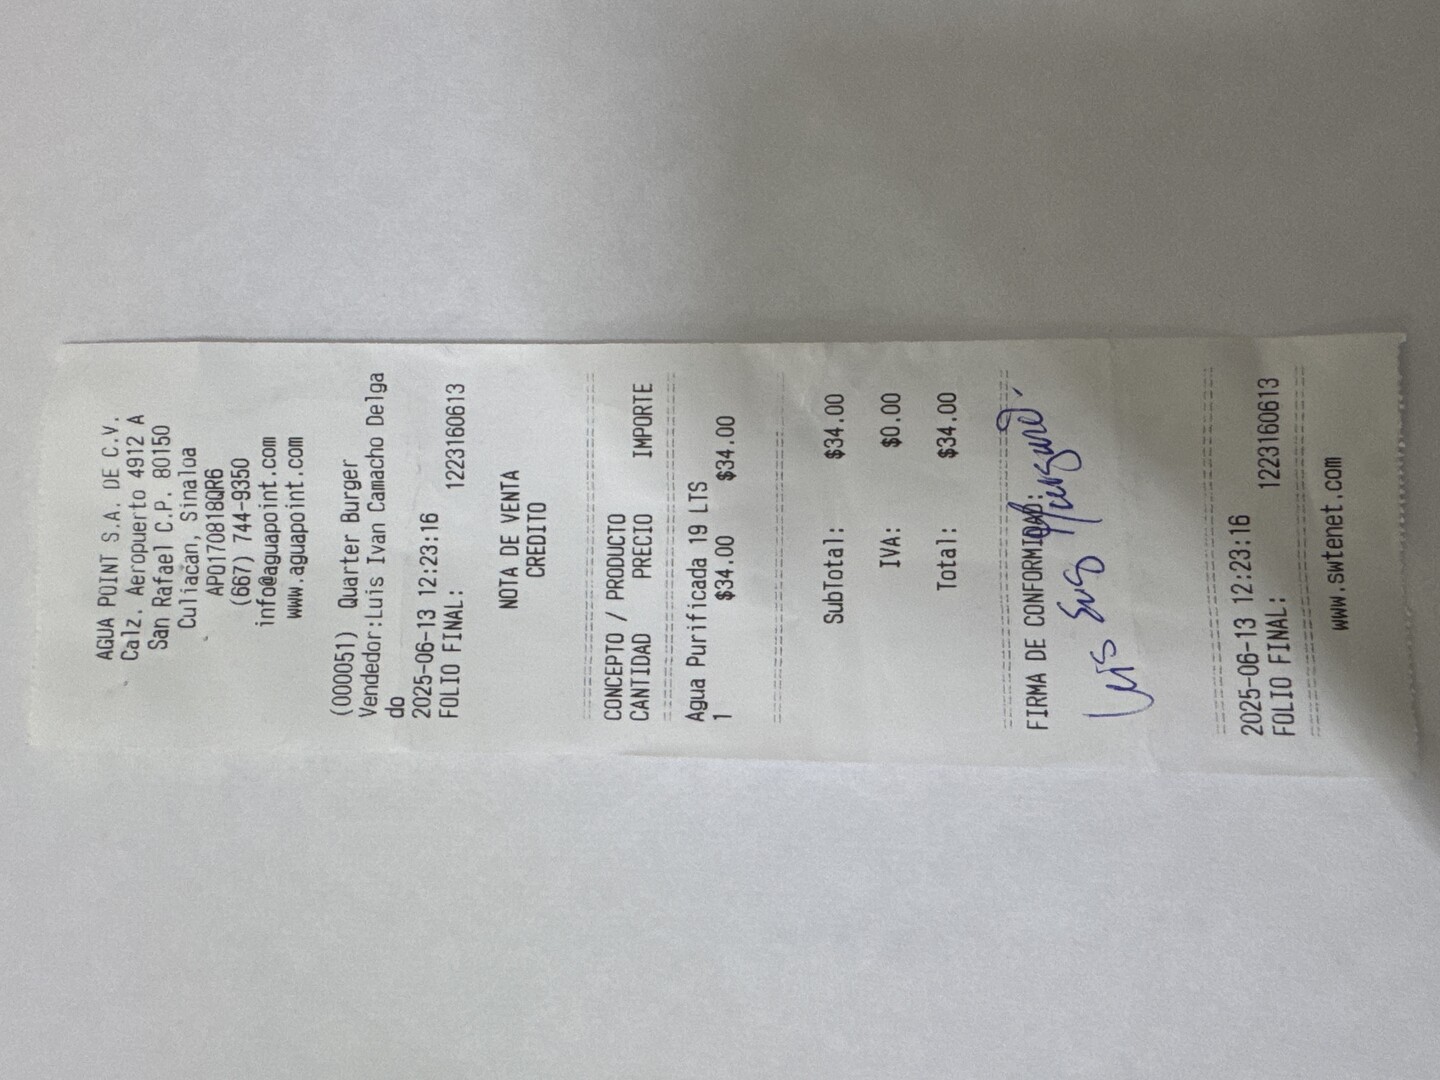 AGUA POINT S.A. DE C.V.
Calz. Aeropuerto 4912 A
San Rafael C.P. 80150
Culiacan, Sinaloa
APO170818QR6
(667) 744-9350
info@aguapoint.com
www.aguapoint.com
(000051) Quarter Burger
Vendedor:Luis Ivan Camacho Delga
do
2025-06-13 12:23:16
FOLIO FINAL: 1223160613
NOTA DE VENTA
CREDITO
CONCEPTO / PRODUCTO
CANTIDAD PRECIO IMPORTE
Agua Purificada 19 LTS
1 $34.00 $34.00
SubTotal: $34.00
IVA: $0.00
Total: $34.00
FIRMA DE CONFORMIDAD:
2025-06-13 12:23:16
FOLIO FINAL: 1223160613
www.swtenet.com